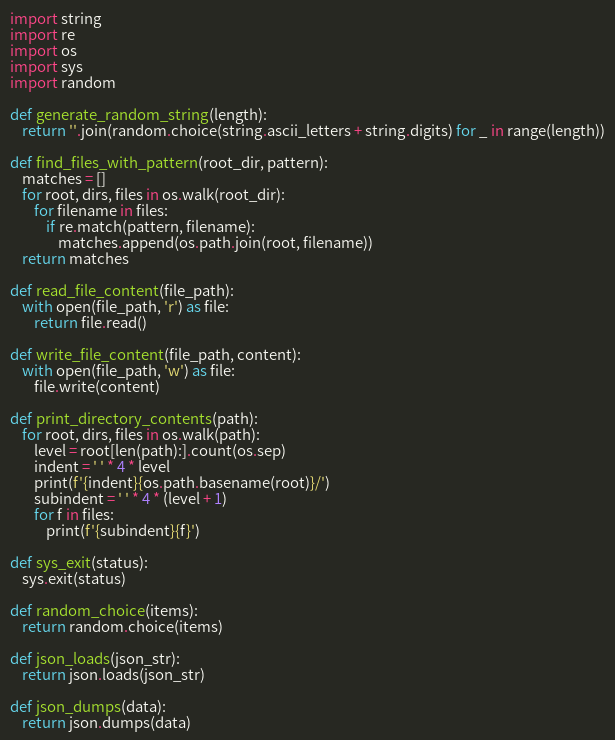 import string
import re
import os
import sys
import random

def generate_random_string(length):
    return ''.join(random.choice(string.ascii_letters + string.digits) for _ in range(length))

def find_files_with_pattern(root_dir, pattern):
    matches = []
    for root, dirs, files in os.walk(root_dir):
        for filename in files:
            if re.match(pattern, filename):
                matches.append(os.path.join(root, filename))
    return matches

def read_file_content(file_path):
    with open(file_path, 'r') as file:
        return file.read()

def write_file_content(file_path, content):
    with open(file_path, 'w') as file:
        file.write(content)

def print_directory_contents(path):
    for root, dirs, files in os.walk(path):
        level = root[len(path):].count(os.sep)
        indent = ' ' * 4 * level
        print(f'{indent}{os.path.basename(root)}/')
        subindent = ' ' * 4 * (level + 1)
        for f in files:
            print(f'{subindent}{f}')

def sys_exit(status):
    sys.exit(status)

def random_choice(items):
    return random.choice(items)

def json_loads(json_str):
    return json.loads(json_str)

def json_dumps(data):
    return json.dumps(data)